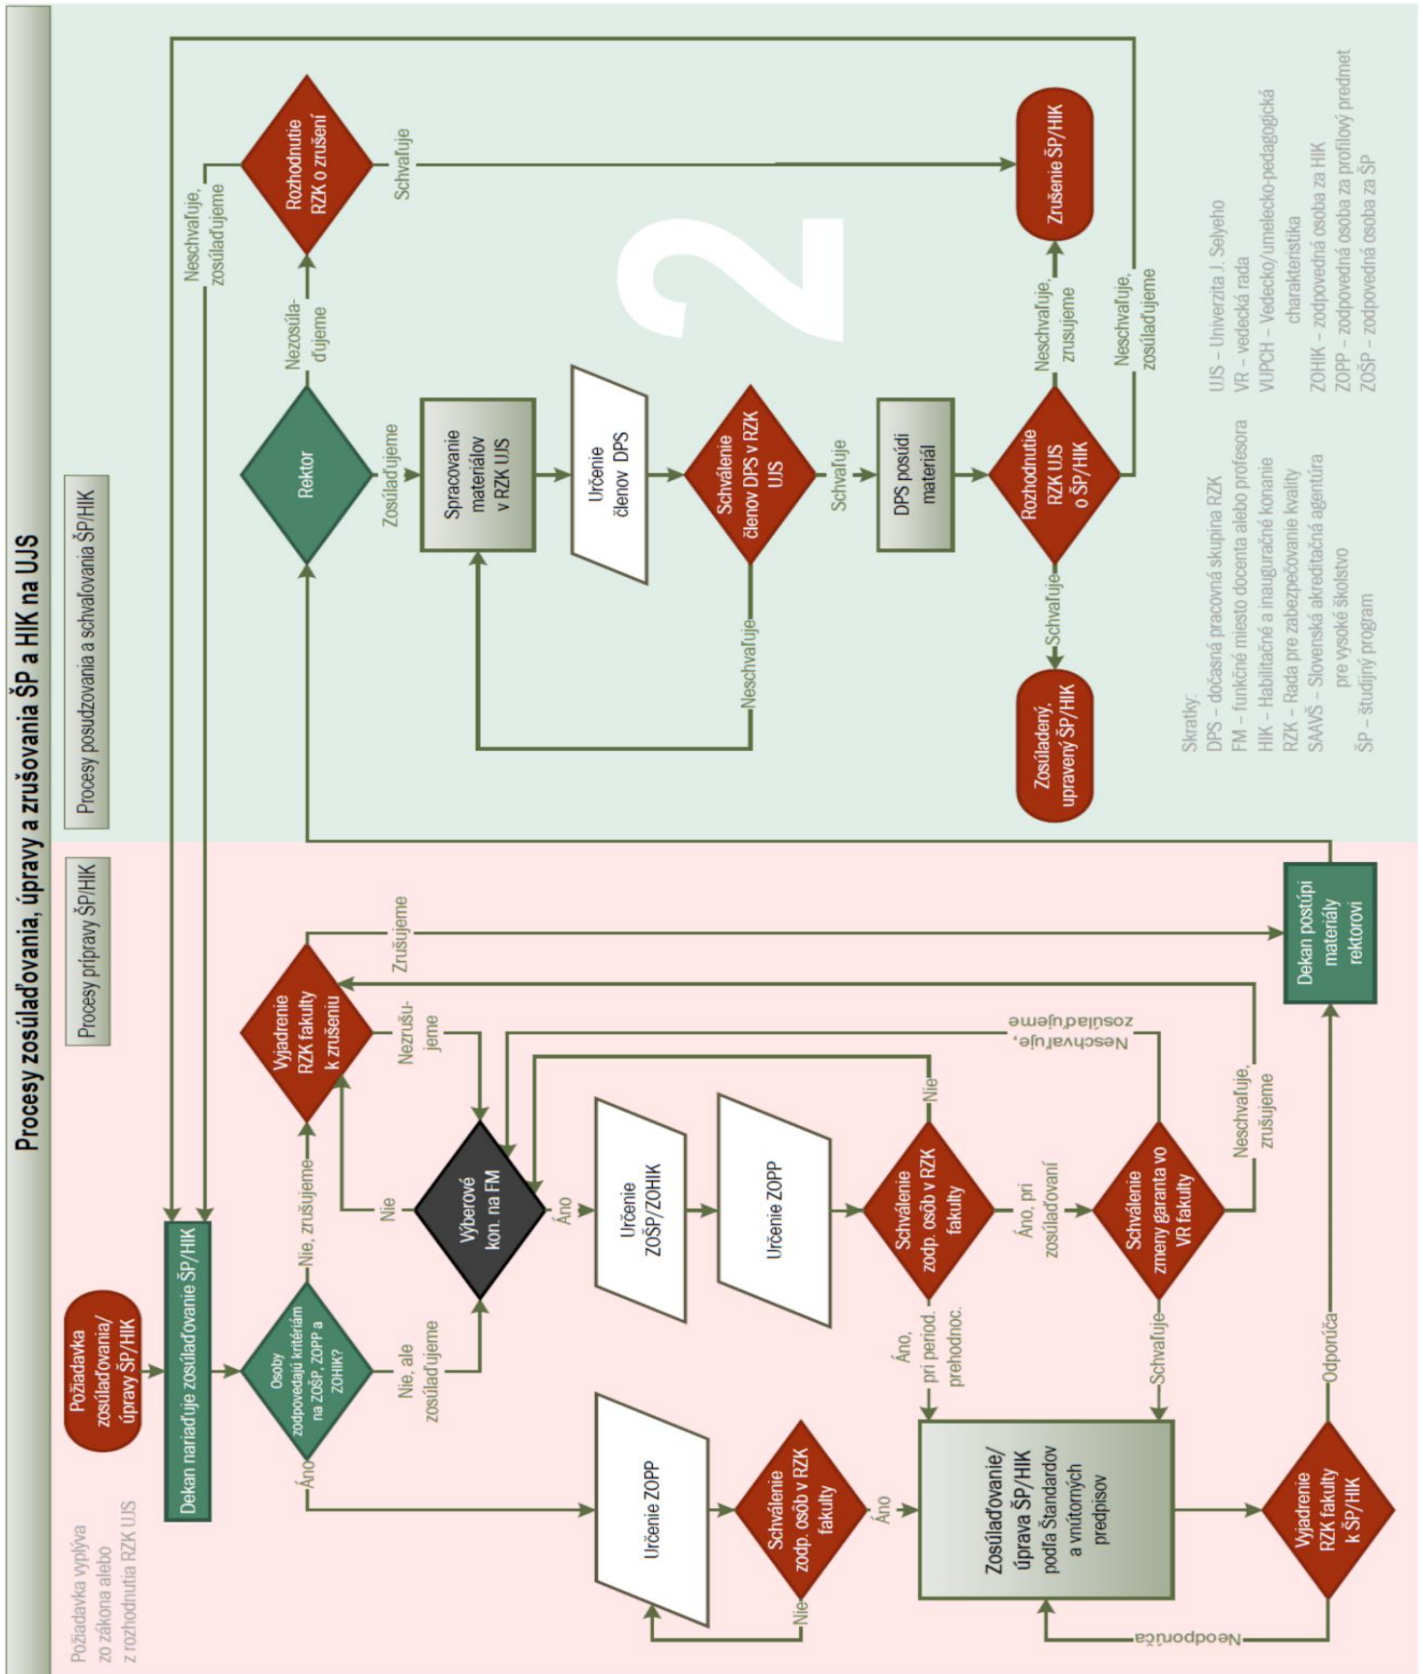 Procesy zosúlaďovania, úpravy a zrušovania ŠP a HIK na UJS
Procesy prípravy ŠP/HIK
Procesy posudzovania a schvaľovania ŠP/HIK
Požiadavka vyplýva
zo zákona alebo
z rozhodnutia RZK UJS
Požiadavka
zosúlaďovania/
úpravy ŠP/HIK
Dekan nariaďuje zosúlaďovanie ŠP/HIK
Osoby
zodpovedajú kritériám
na ZOŠP, ZOPP a
ZOHIK?
Áno
Nie, zrušujeme
Nie, ale
zosúlaďujeme
Vyjadrenie
RZK fakulty
k zrušeniu
Zrušujeme
Nezrušu-
jeme
Nie
Výberové
kon. na FM
Áno
Určenie
ZOŠP/ZOHIK
Určenie ZOPP
Schválenie
zodp. osôb v RZK
fakulty
Nie
Áno,
pri period.
prehodnoc.
Áno, pri
zosúlaďovaní
Schválenie
zmeny garanta vo
VR fakulty
Neschvaľuje,
zosúlaďujeme
Neschvaľuje,
zrušujeme
Schvaľuje
Určenie ZOPP
Schválenie
zodp. osôb v RZK
fakulty
Nie
Áno
Zosúlaďovanie/
úprava ŠP/HIK
podľa Štandardov
a vnútorných
predpisov
Vyjadrenie
RZK fakulty
k ŠP/HIK
Neodporúča
Odporúča
Dekan postúpi
materiály
rektorovi
2
Rektor
Nezosúla-
ďujeme
Zosúlaďujeme
Rozhodnutie
RZK o zrušení
Neschvaľuje,
zosúlaďujeme
Schvaľuje
Spracovanie
materiálov
v RZK UJS
Určenie
členov DPS
Schválenie
členov DPS v RZK
UJS
Neschvaľuje
Schvaľuje
DPS posúdi
materiál
Rozhodnutie
RZK UJS
o ŠP/HIK
Schvaľuje
Neschvaľuje,
zrusujeme
Neschvaľuje,
zosúlaďujeme
Zosúladený,
upravený ŠP/HIK
Zrušenie ŠP/HIK
Skratky:
DPS – dočasná pracovná skupina RZK
FM – funkčné miesto docenta alebo profesora
HIK – Habilitačné a inauguračné konanie
RZK – Rada pre zabezpečovanie kvality
SAAVŠ – Slovenská akreditačná agentúra
pre vysoké školstvo
ŠP – študijný program
UJS – Univerzita J. Selyeho
VR – vedecká rada
VUPCH – Vedecko/umelecko-pedagogická
charakteristika
ZOHIK – zodpovedná osoba za HIK
ZOPP – zodpovedná osoba za profilový predmet
ZOŠP – zodpovedná osoba za ŠP